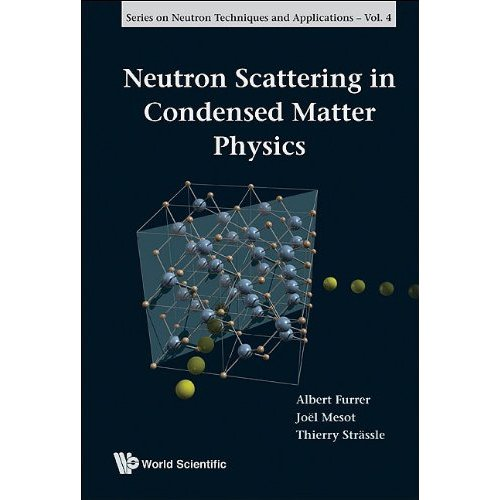 Series on Neutron Techniques and Applications – Vol. 4
Neutron Scattering in
Condensed Matter
Physics
Albert Furrer
Joël Mesot
Thierry Strässle
World Scientific